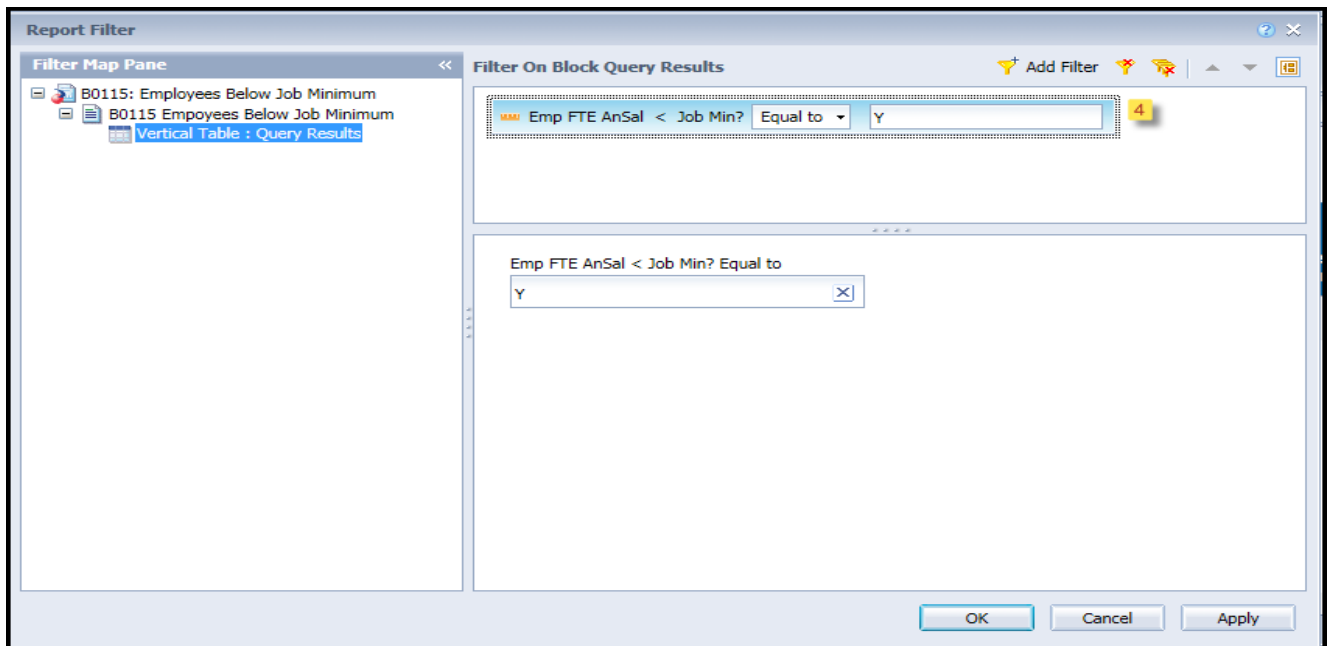 Report Filter
Filter Map Pane
B0115: Employees Below Job Minimum
B0115 Empoyees Below Job Minimum
Vertical Table : Query Results
Filter On Block Query Results
Add Filter
Emp FTE AnSal < Job Min? Equal to Y
4
Emp FTE AnSal < Job Min? Equal to
Y
OK Cancel Apply